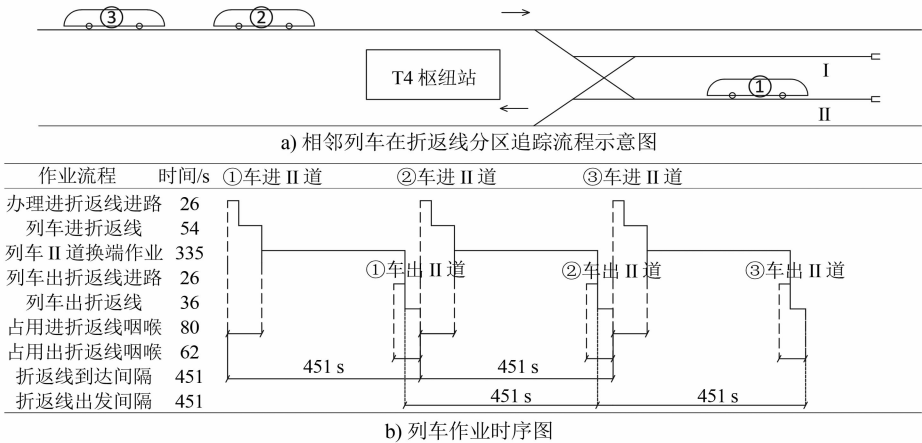 ③
②
T4 枢纽站
I
①
II
a) 相邻列车在折返线分区追踪流程示意图
作业流程 时间/s ①车进 II 道 ②车进 II 道 ③车进 II 道
办理进折返线进路 26
列车进折返线 54
列车 II 道换端作业 335
列车出折返线进路 26 ①车出 II 道 ②车出 II 道 ③车出 II 道
列车出折返线 36
占用进折返线咽喉 80
占用出折返线咽喉 62
折返线到达间隔 451 451 s 451 s
折返线出发间隔 451 451 s 451 s
b) 列车作业时序图